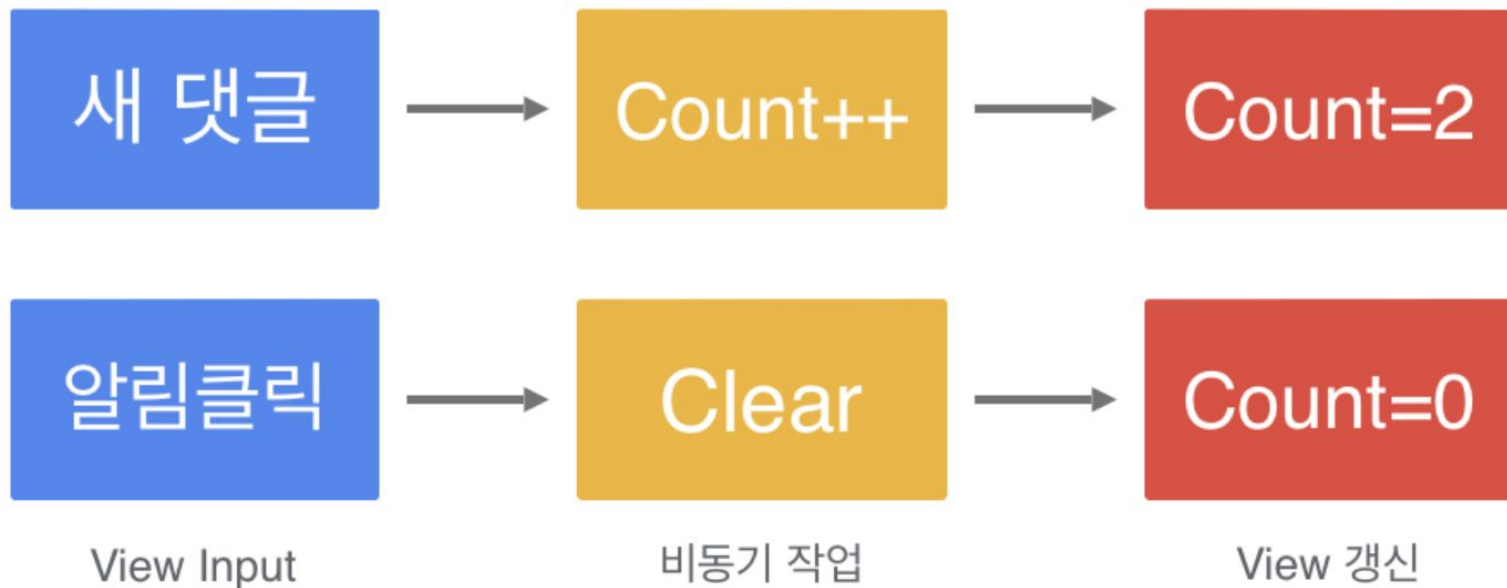 새 댓글
Count++
Count=2
알림클릭
Clear
Count=0
View Input
비동기 작업
View 갱신